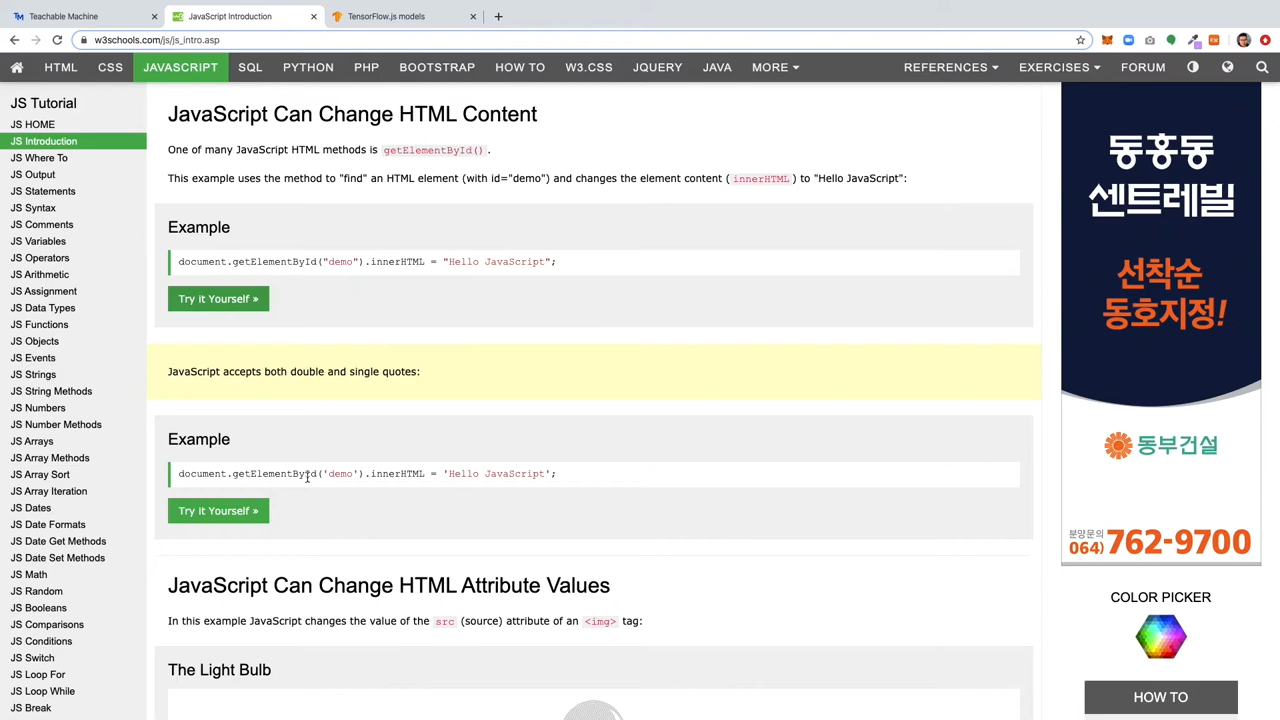 Teachable Machine
JavaScript Introduction
TensorFlow.js models
w3schools.com/js/js_intro.asp
HTML CSS JAVASCRIPT SQL PYTHON PHP BOOTSTRAP HOW TO W3.CSS JQUERY JAVA MORE REFERENCES EXERCISES FORUM
JS Tutorial
JS HOME
JS Introduction
JS Where To
JS Output
JS Statements
JS Syntax
JS Comments
JS Variables
JS Operators
JS Arithmetic
JS Assignment
JS Data Types
JS Functions
JS Objects
JS Events
JS Strings
JS String Methods
JS Numbers
JS Number Methods
JS Arrays
JS Array Methods
JS Array Sort
JS Array Iteration
JS Dates
JS Date Formats
JS Date Get Methods
JS Date Set Methods
JS Math
JS Random
JS Booleans
JS Comparisons
JS Conditions
JS Switch
JS Loop For
JS Loop While
JS Break
JavaScript Can Change HTML Content
One of many JavaScript HTML methods is getElementById().
This example uses the method to "find" an HTML element (with id="demo") and changes the element content (innerHTML) to "Hello JavaScript":
Example
document.getElementById("demo").innerHTML = "Hello JavaScript";
Try it Yourself »
JavaScript accepts both double and single quotes:
Example
document.getElementById('demo').innerHTML = 'Hello JavaScript';
Try it Yourself »
JavaScript Can Change HTML Attribute Values
In this example JavaScript changes the value of the src (source) attribute of an <img> tag:
The Light Bulb
동홍동
센트레빌
선착순
동호지정!
동부건설
분양문의
064) 762-9700
COLOR PICKER
HOW TO